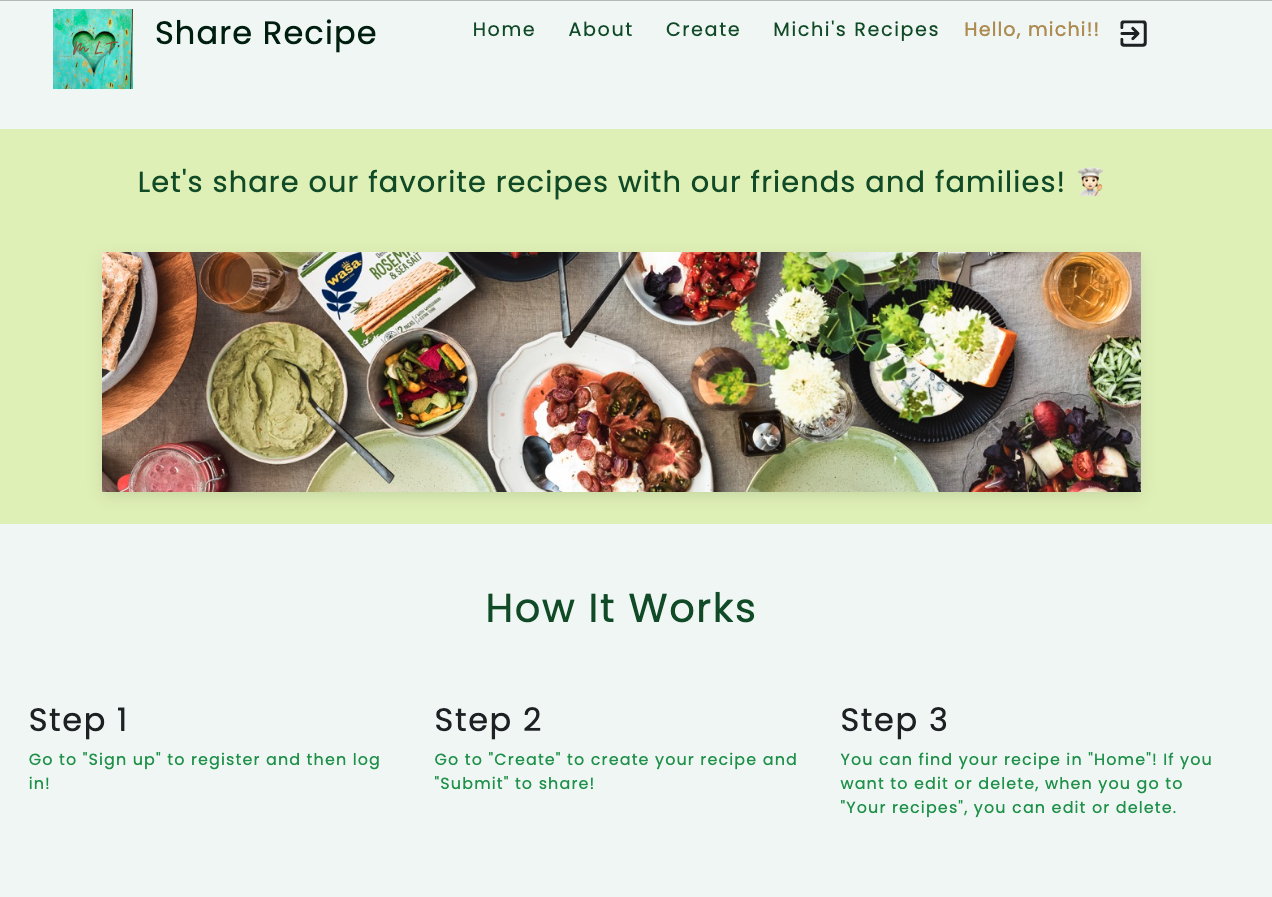 M L T
Share Recipe
Home About Create Michi's Recipes Hello, michi!!
Let's share our favorite recipes with our friends and families! 👩🏻‍🍳
wasa
ROSEM
& SEA SALT
How It Works
Step 1
Go to "Sign up" to register and then log
in!
Step 2
Go to "Create" to create your recipe and
"Submit" to share!
Step 3
You can find your recipe in "Home"! If you
want to edit or delete, when you go to
"Your recipes", you can edit or delete.